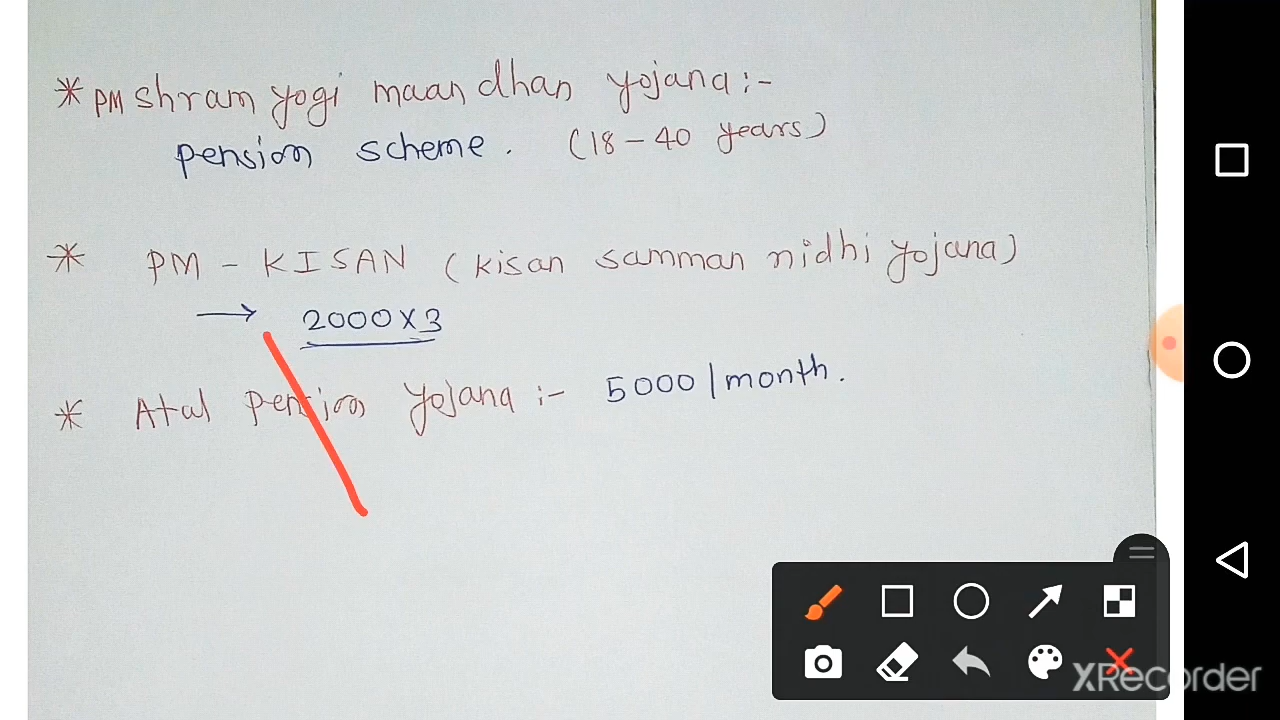 * PM shram yogi maan dhan yojana :-
pension scheme. (18 - 40 years)
* PM - KISAN (kisan samman nidhi yojana)
→ 2000 X 3
* Atal pension yojana :- 5000/month.
XRecorder